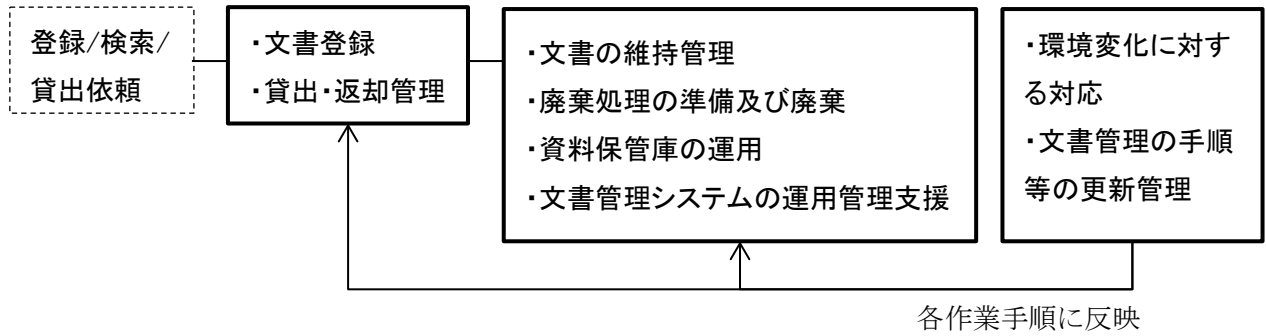 登録/検索/
貸出依頼
・文書登録
・貸出・返却管理
・文書の維持管理
・廃棄処理の準備及び廃棄
・資料保管庫の運用
・文書管理システムの運用管理支援
・環境変化に対す
る対応
・文書管理の手順
等の更新管理
各作業手順に反映